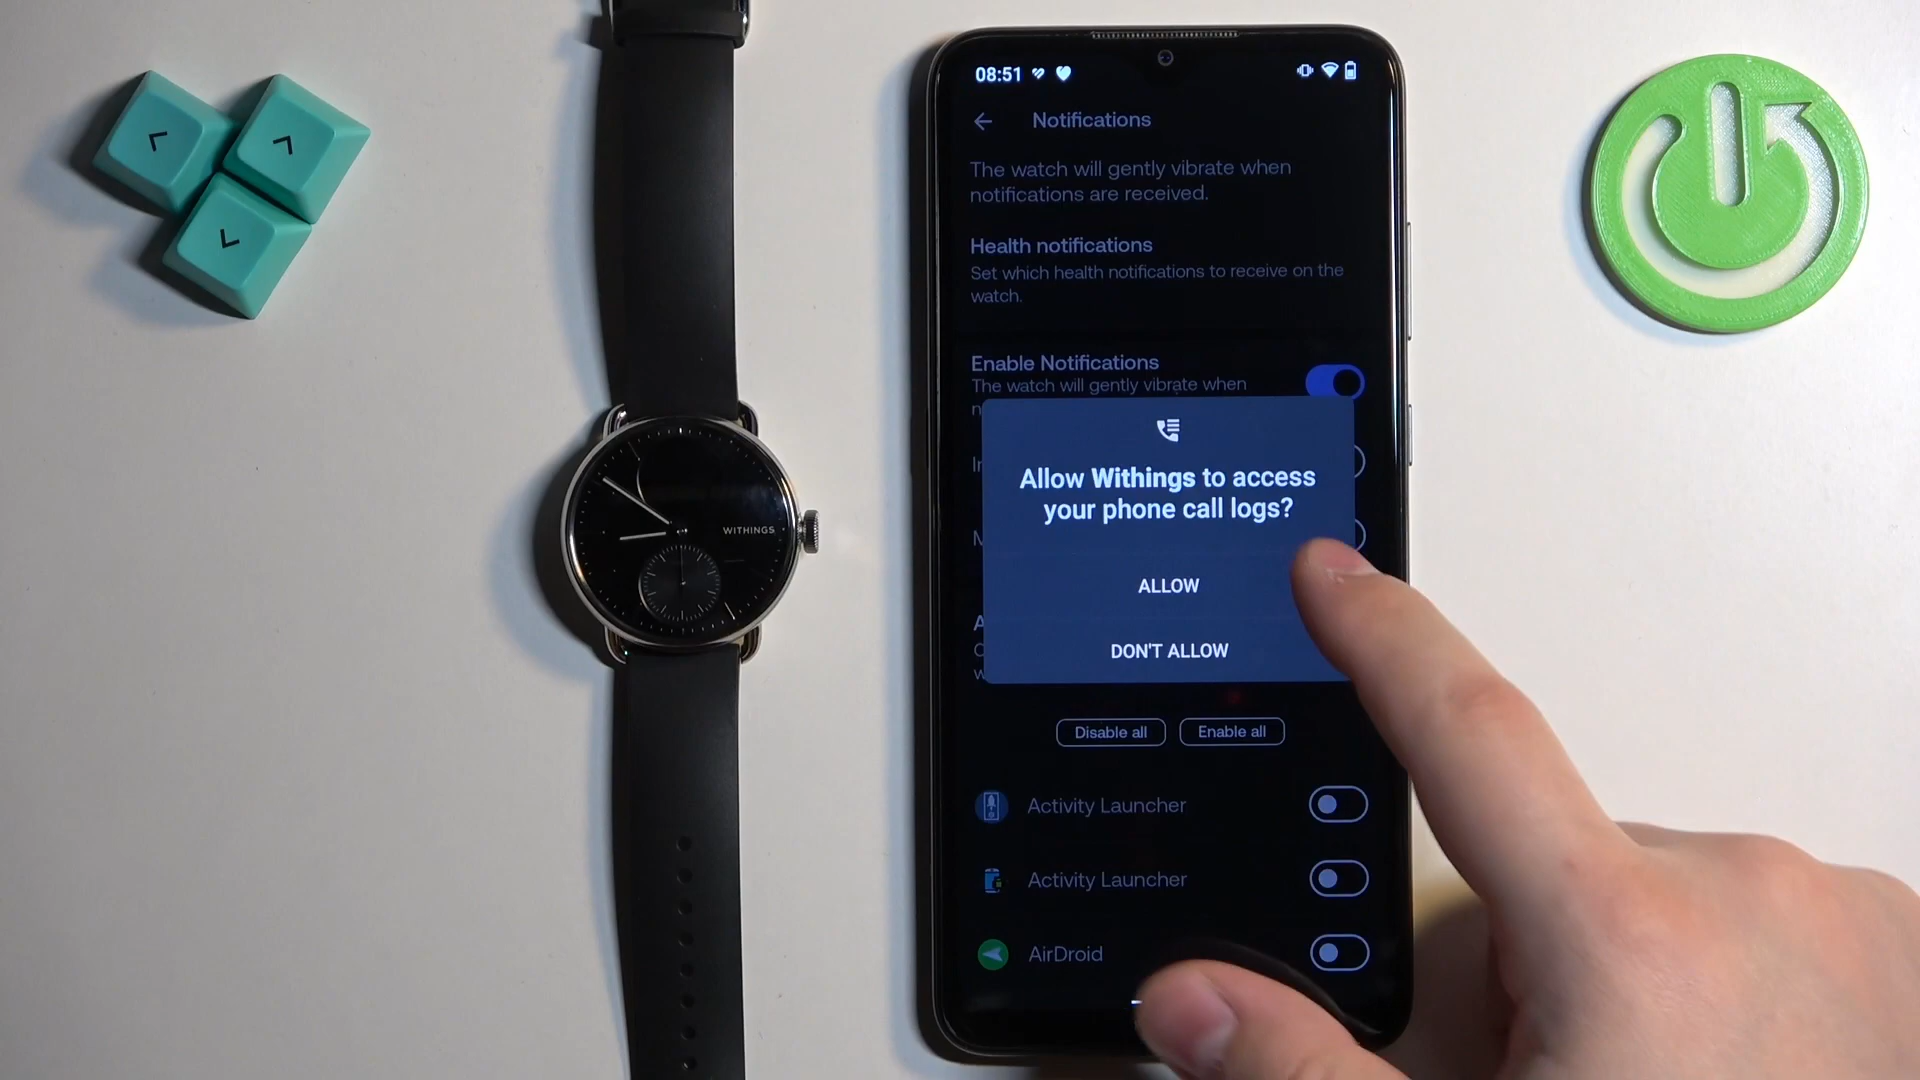 08:51
Notifications
The watch will gently vibrate when
notifications are received.
Health notifications
Set which health notifications to receive on the
watch.
Enable Notifications
The watch will gently vibrate when
Allow Withings to access
your phone call logs?
ALLOW
DON'T ALLOW
Disable all
Enable all
Activity Launcher
Activity Launcher
AirDroid
WITHINGS